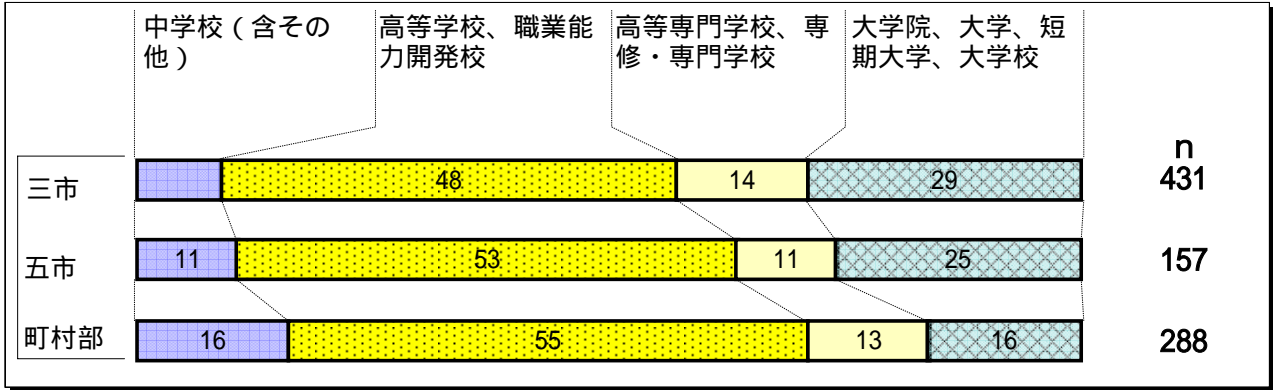 中学校（含その
他）
高等学校、職業能
力開発校
高等専門学校、専
修・専門学校
大学院、大学、短
期大学、大学校
n
三市 48 14 29 431
五市 11 53 11 25 157
町村部 16 55 13 16 288